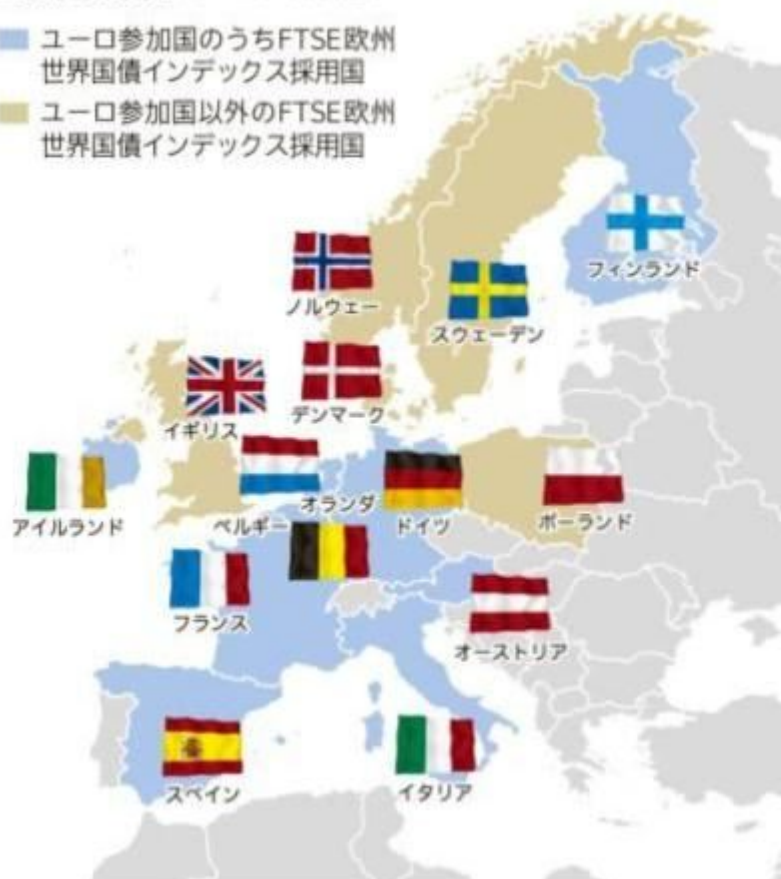 ユーロ参加国のうちFTSE欧州
世界国債インデックス採用国
ユーロ参加国以外のFTSE欧州
世界国債インデックス採用国
フィンランド
ノルウェー
スウェーデン
デンマーク
イギリス
オランダ
アイルランド
ベルギー
ドイツ
ポーランド
フランス
オーストリア
スペイン
イタリア